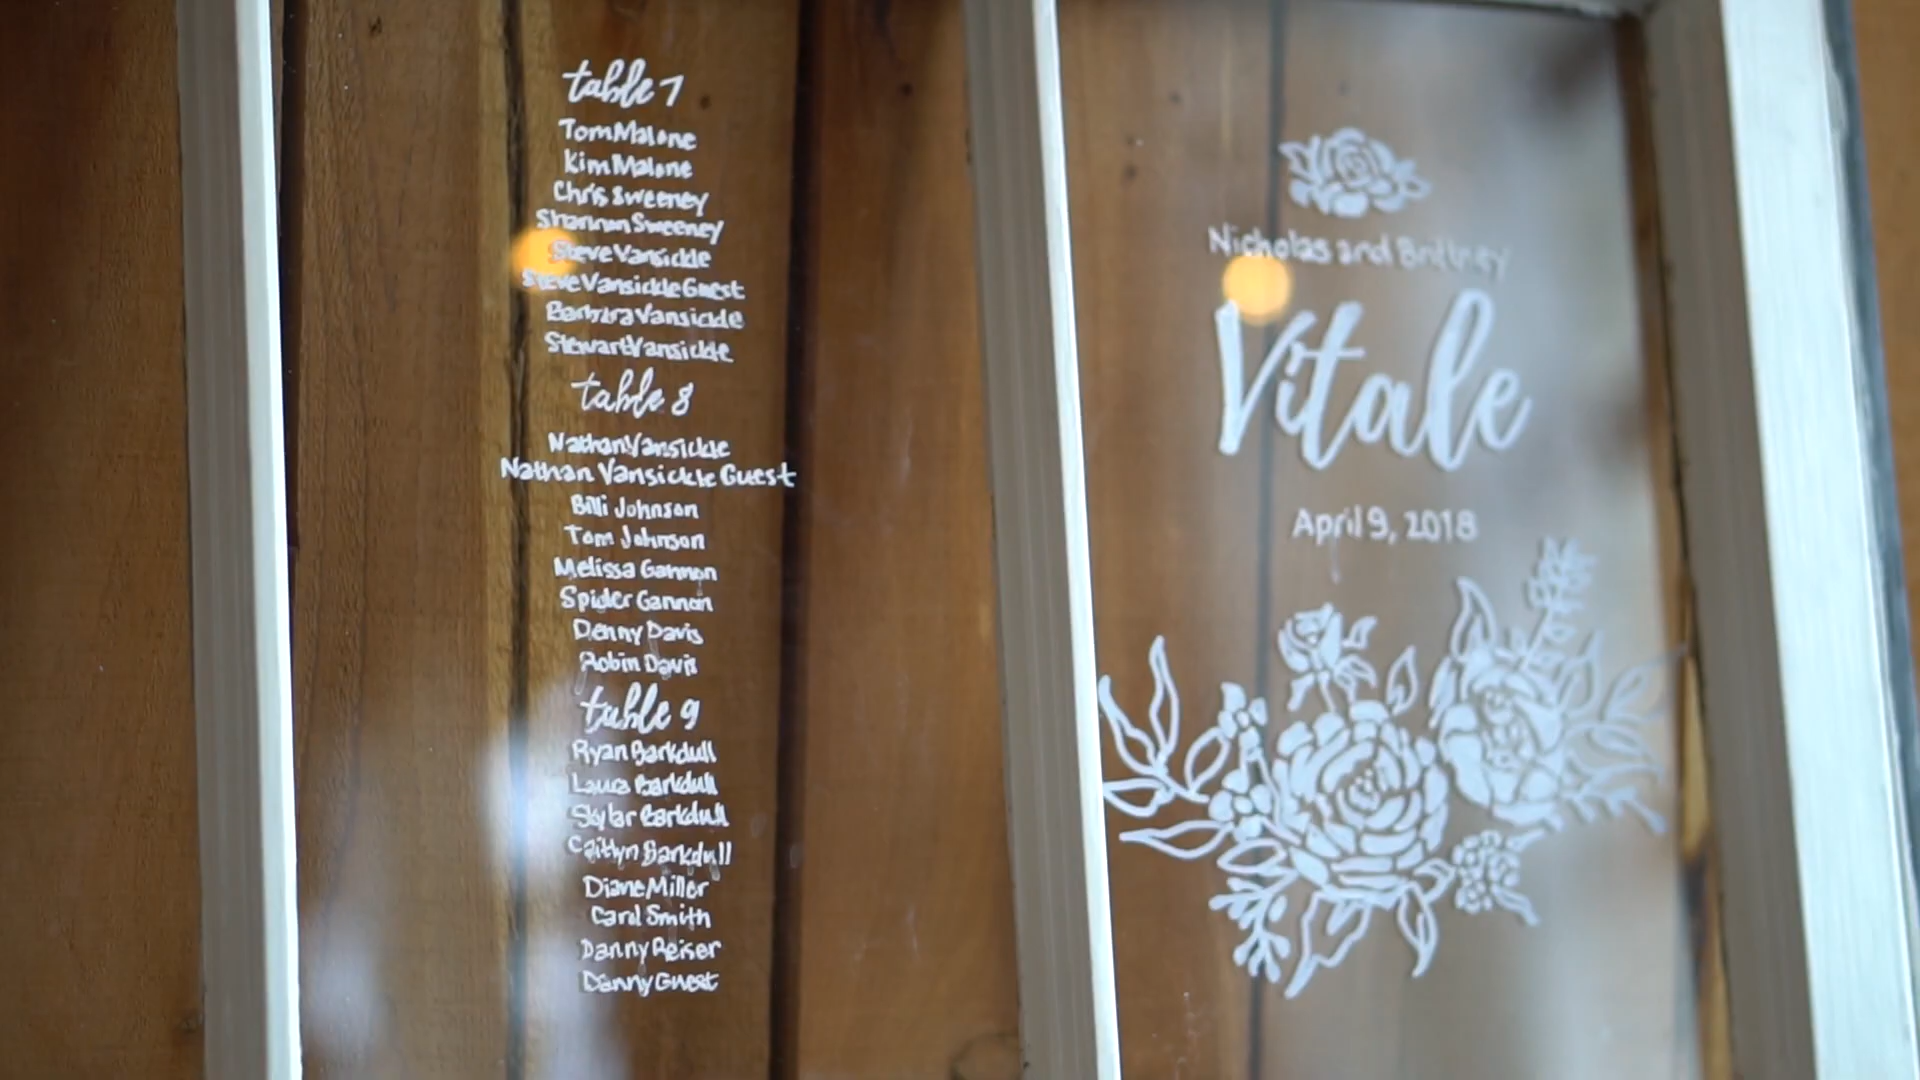 table 7
Tom Malone
Kim Malone
Chris Sweeney
Shannon Sweeney
Steve Vansickle
Steve Vansickle Guest
Barbara Vansickle
Stewart Vansickle
table 8
Nathan Vansickle
Nathan Vansickle Guest
Billi Johnson
Tom Johnson
Melissa Gannon
Spider Gannon
Denny Davis
Robin Davis
table 9
Ryan Barkdull
Laura Barkdull
Skylar Barkdull
Caitlyn Barkdull
Diane Miller
Carol Smith
Danny Reiser
Danny Guest
Nicholas and Brittney
Vitale
April 9, 2018